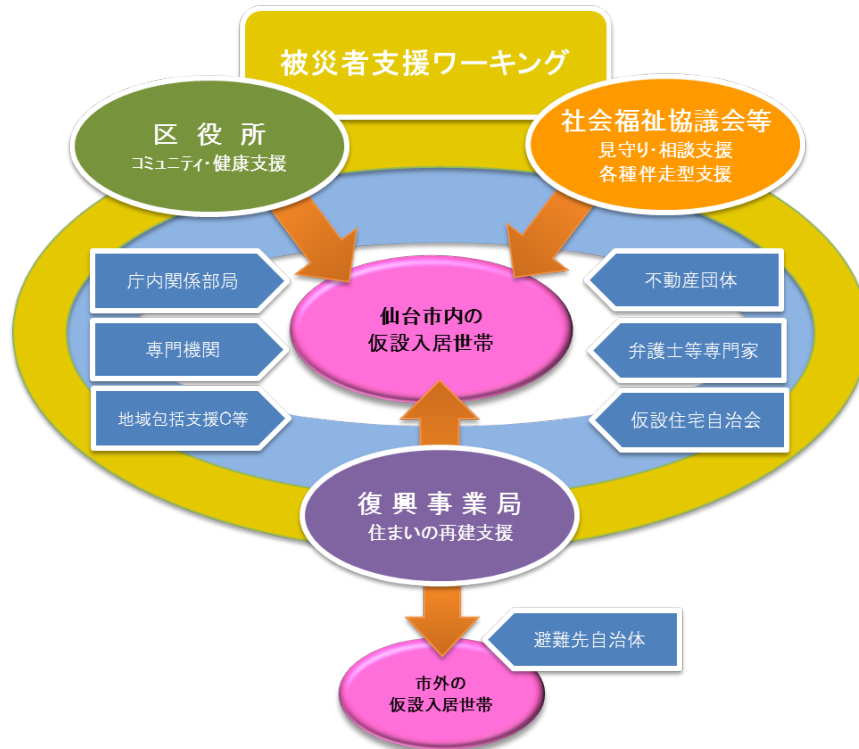 被災者支援ワーキング
区役所
コミュニティ・健康支援
社会福祉協議会等
見守り・相談支援
各種伴走型支援
庁内関係部局
専門機関
地域包括支援C等
仙台市内の
仮設入居世帯
不動産団体
弁護士等専門家
仮設住宅自治会
復興事業局
住まいの再建支援
避難先自治体
市外の
仮設入居世帯